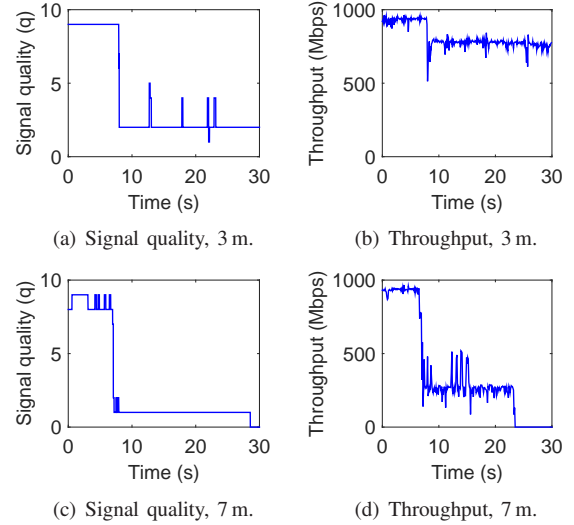 10
5
0
Signal quality (q)
0 10 20 30
Time (s)
(a) Signal quality, 3 m.
1000
500
0
Throughput (Mbps)
0 10 20 30
Time (s)
(b) Throughput, 3 m.
10
5
0
Signal quality (q)
0 10 20 30
Time (s)
(c) Signal quality, 7 m.
1000
500
0
Throughput (Mbps)
0 10 20 30
Time (s)
(d) Throughput, 7 m.